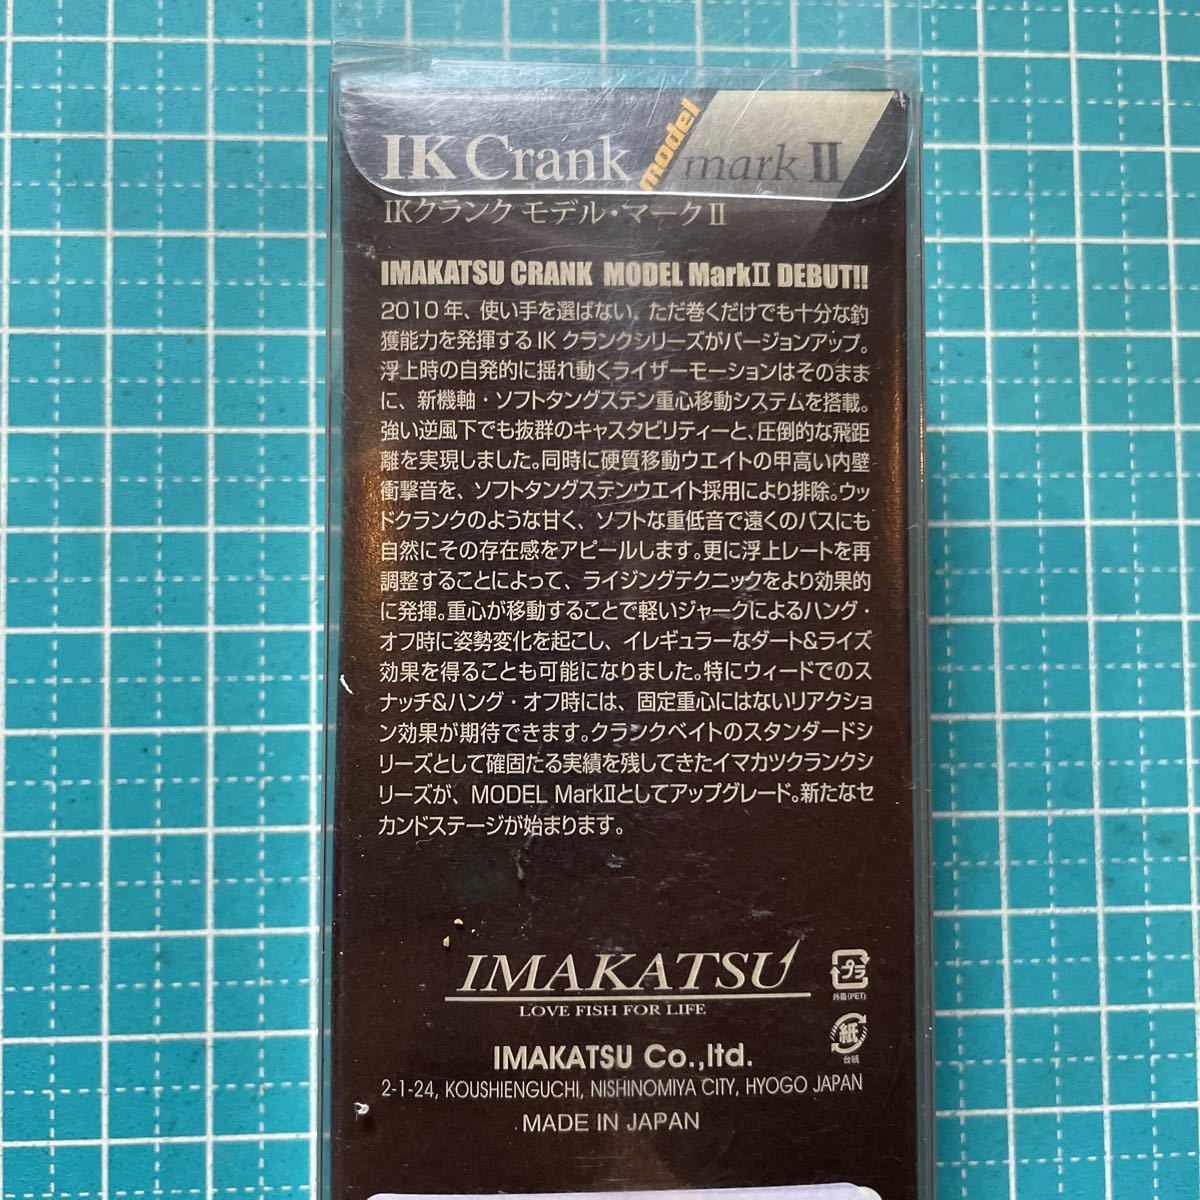 IK Crank model mark II
IKクランク モデル・マークII
IMAKATSU CRANK MODEL MarkII DEBUT!!
2010年、使い手を選ばない。ただ巻くだけでも十分な釣
獲能力を発揮するIKクランクシリーズがバージョンアップ。
浮上時の自発的に揺れ動くライザーモーションはそのまま
に、新機軸・ソフトタングステン重心移動システムを搭載。
強い逆風下でも抜群のキャスタビリティーと、圧倒的な飛距
離を実現しました。同時に硬質移動ウエイトの甲高い内壁
衝撃音を、ソフトタングステンウエイト採用により排除。ウッ
ドクランクのような甘く、ソフトな重低音で遠くのバスにも
自然にその存在感をアピールします。更に浮上レートを再
調整することによって、ライジングテクニックをより効果的
に発揮。重心が移動することで軽いジャークによるハング・
オフ時に姿勢変化を起こし、イレギュラーなダート&ライズ
効果を得ることも可能になりました。特にウィードでのス
ナッチ&ハング・オフ時には、固定重心にはないリアクショ
ン効果が期待できます。クランクベイトのスタンダードシ
リーズとして確固たる実績を残してきたイマカツクランクシ
リーズが、MODEL MarkIIとしてアップグレード。新たなセ
カンドステージが始まります。
IMAKATSU
LOVE FISH FOR LIFE
プラ
外箱(PET)
紙
台紙
IMAKATSU Co.,ltd.
2-1-24, KOUSHIENGUCHI, NISHINOMIYA CITY, HYOGO JAPAN
MADE IN JAPAN